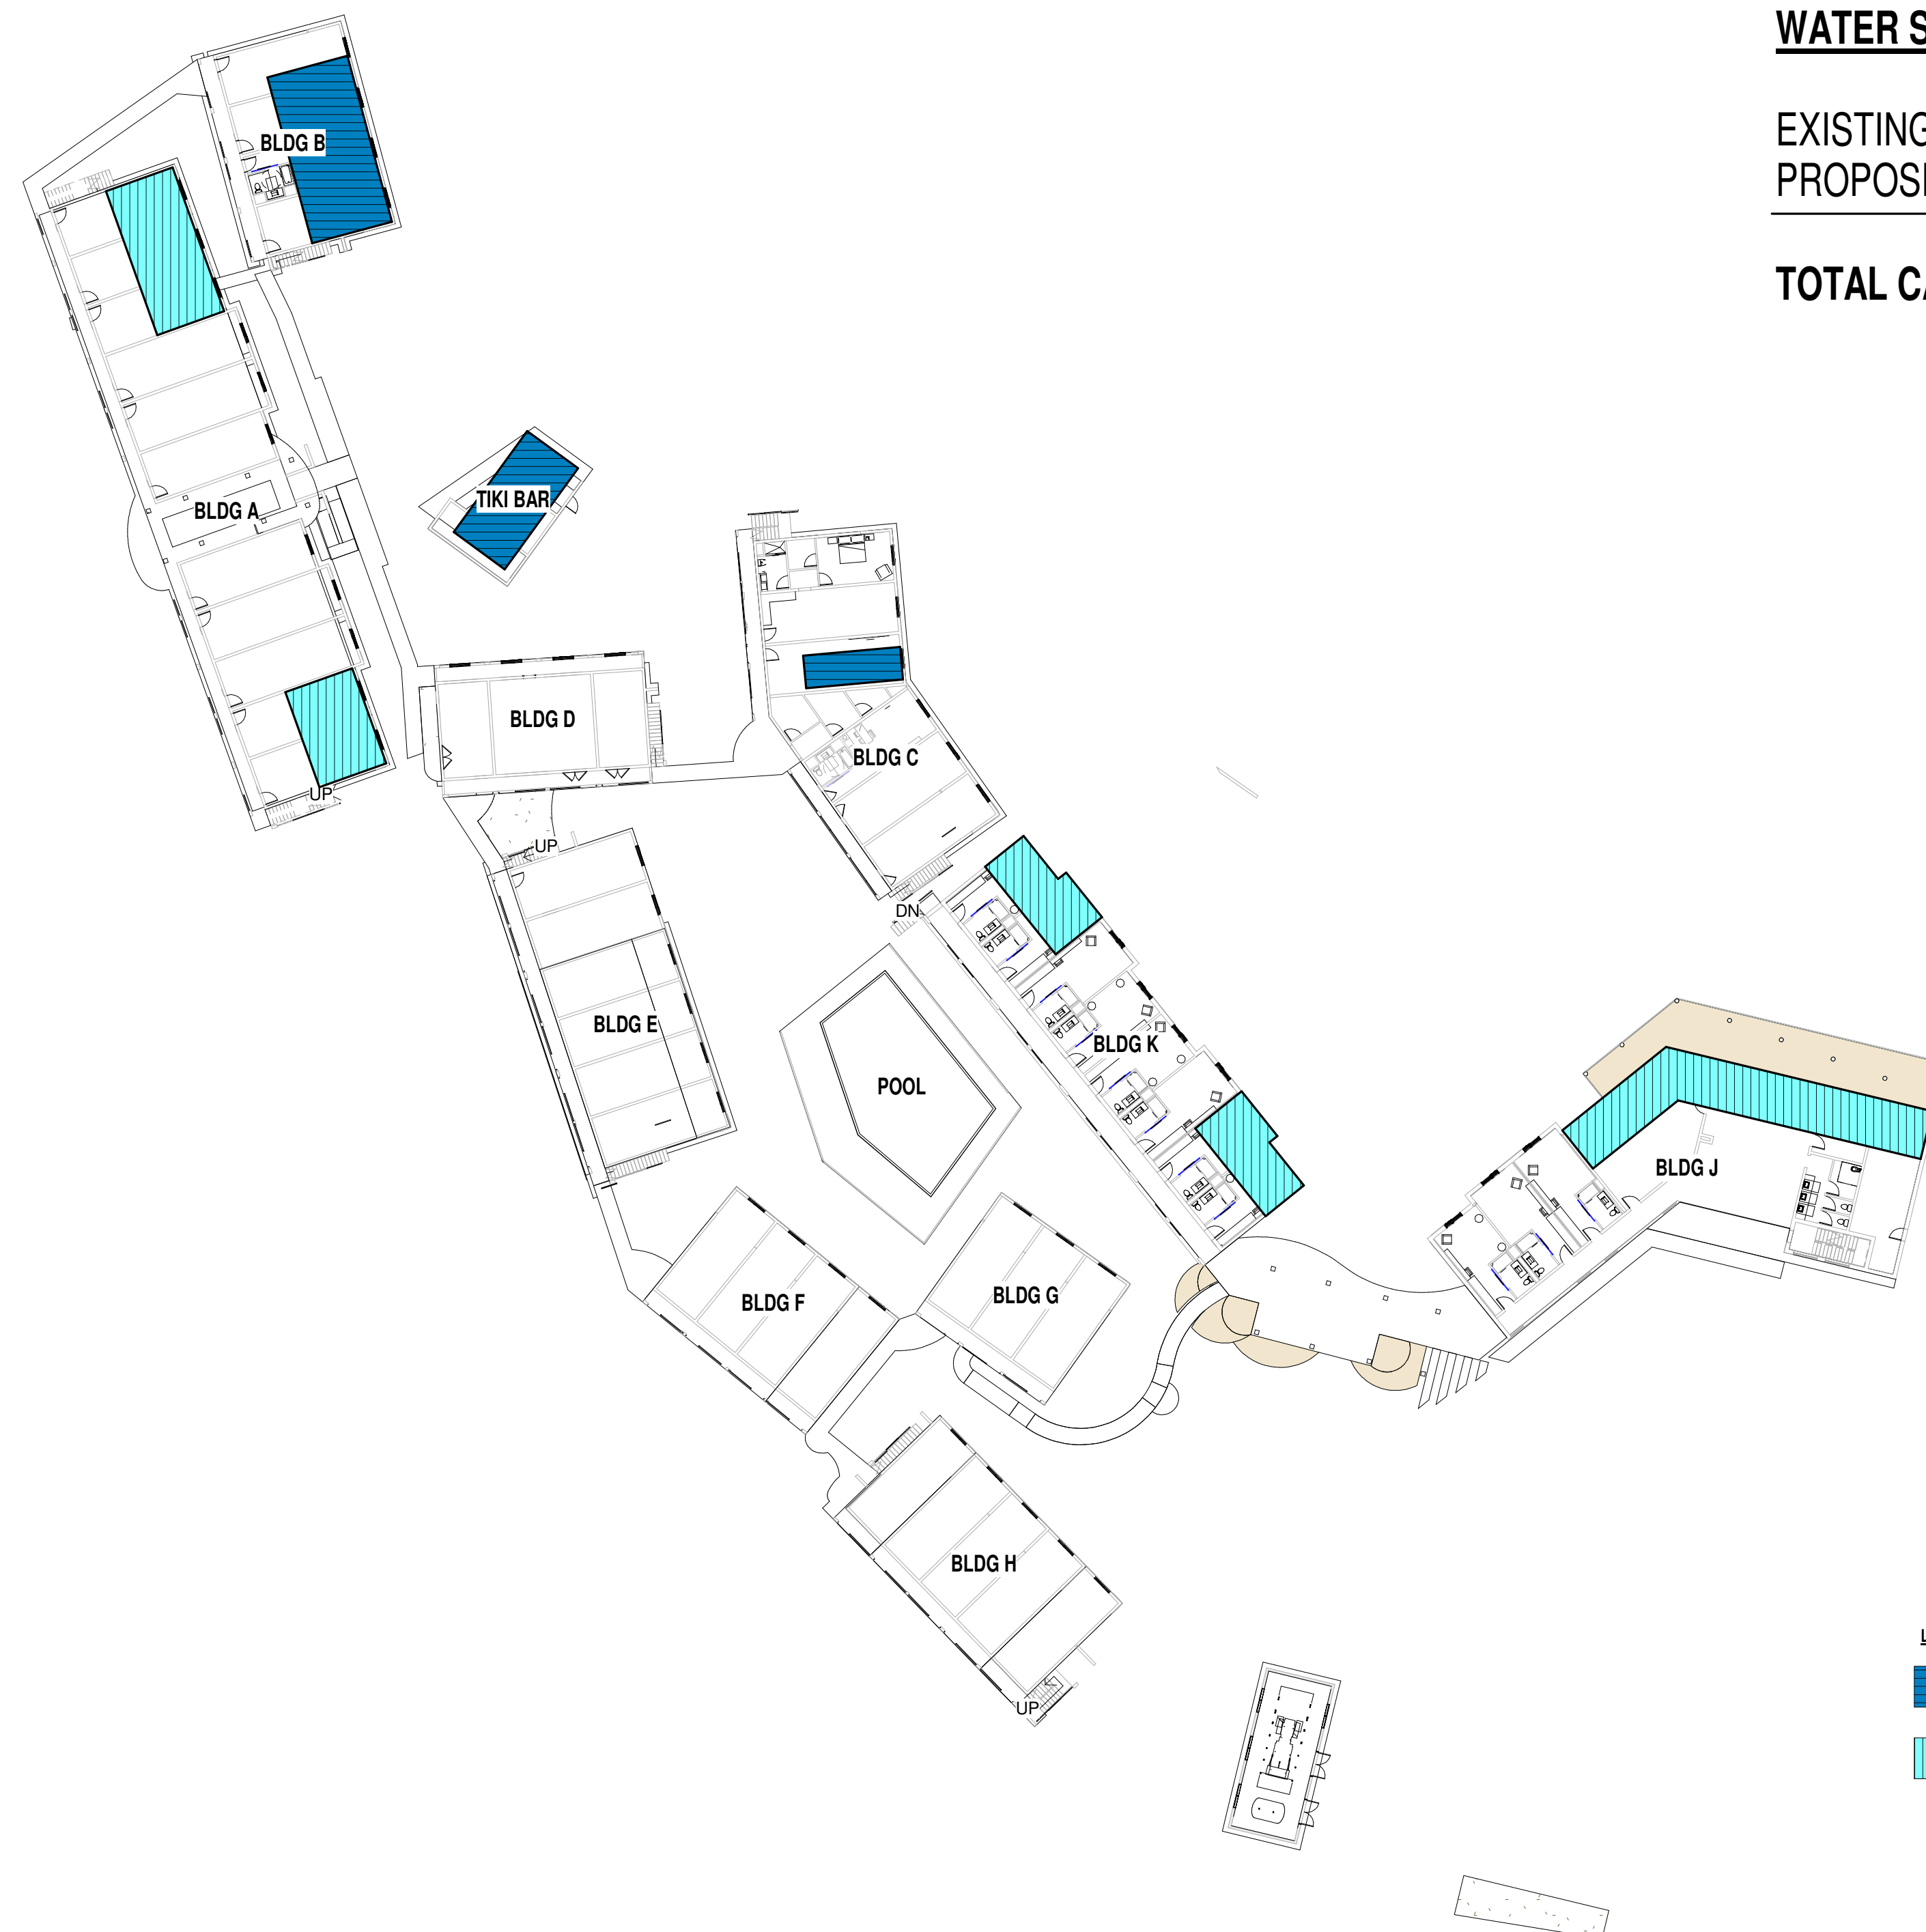 WATER S
EXISTING
PROPOSE
TOTAL CA
BLDG B
BLDG A
TIKI BAR
BLDG D
BLDG C
UP
UP
DN
BLDG E
BLDG K
POOL
BLDG J
BLDG F
BLDG G
BLDG H
UP
L